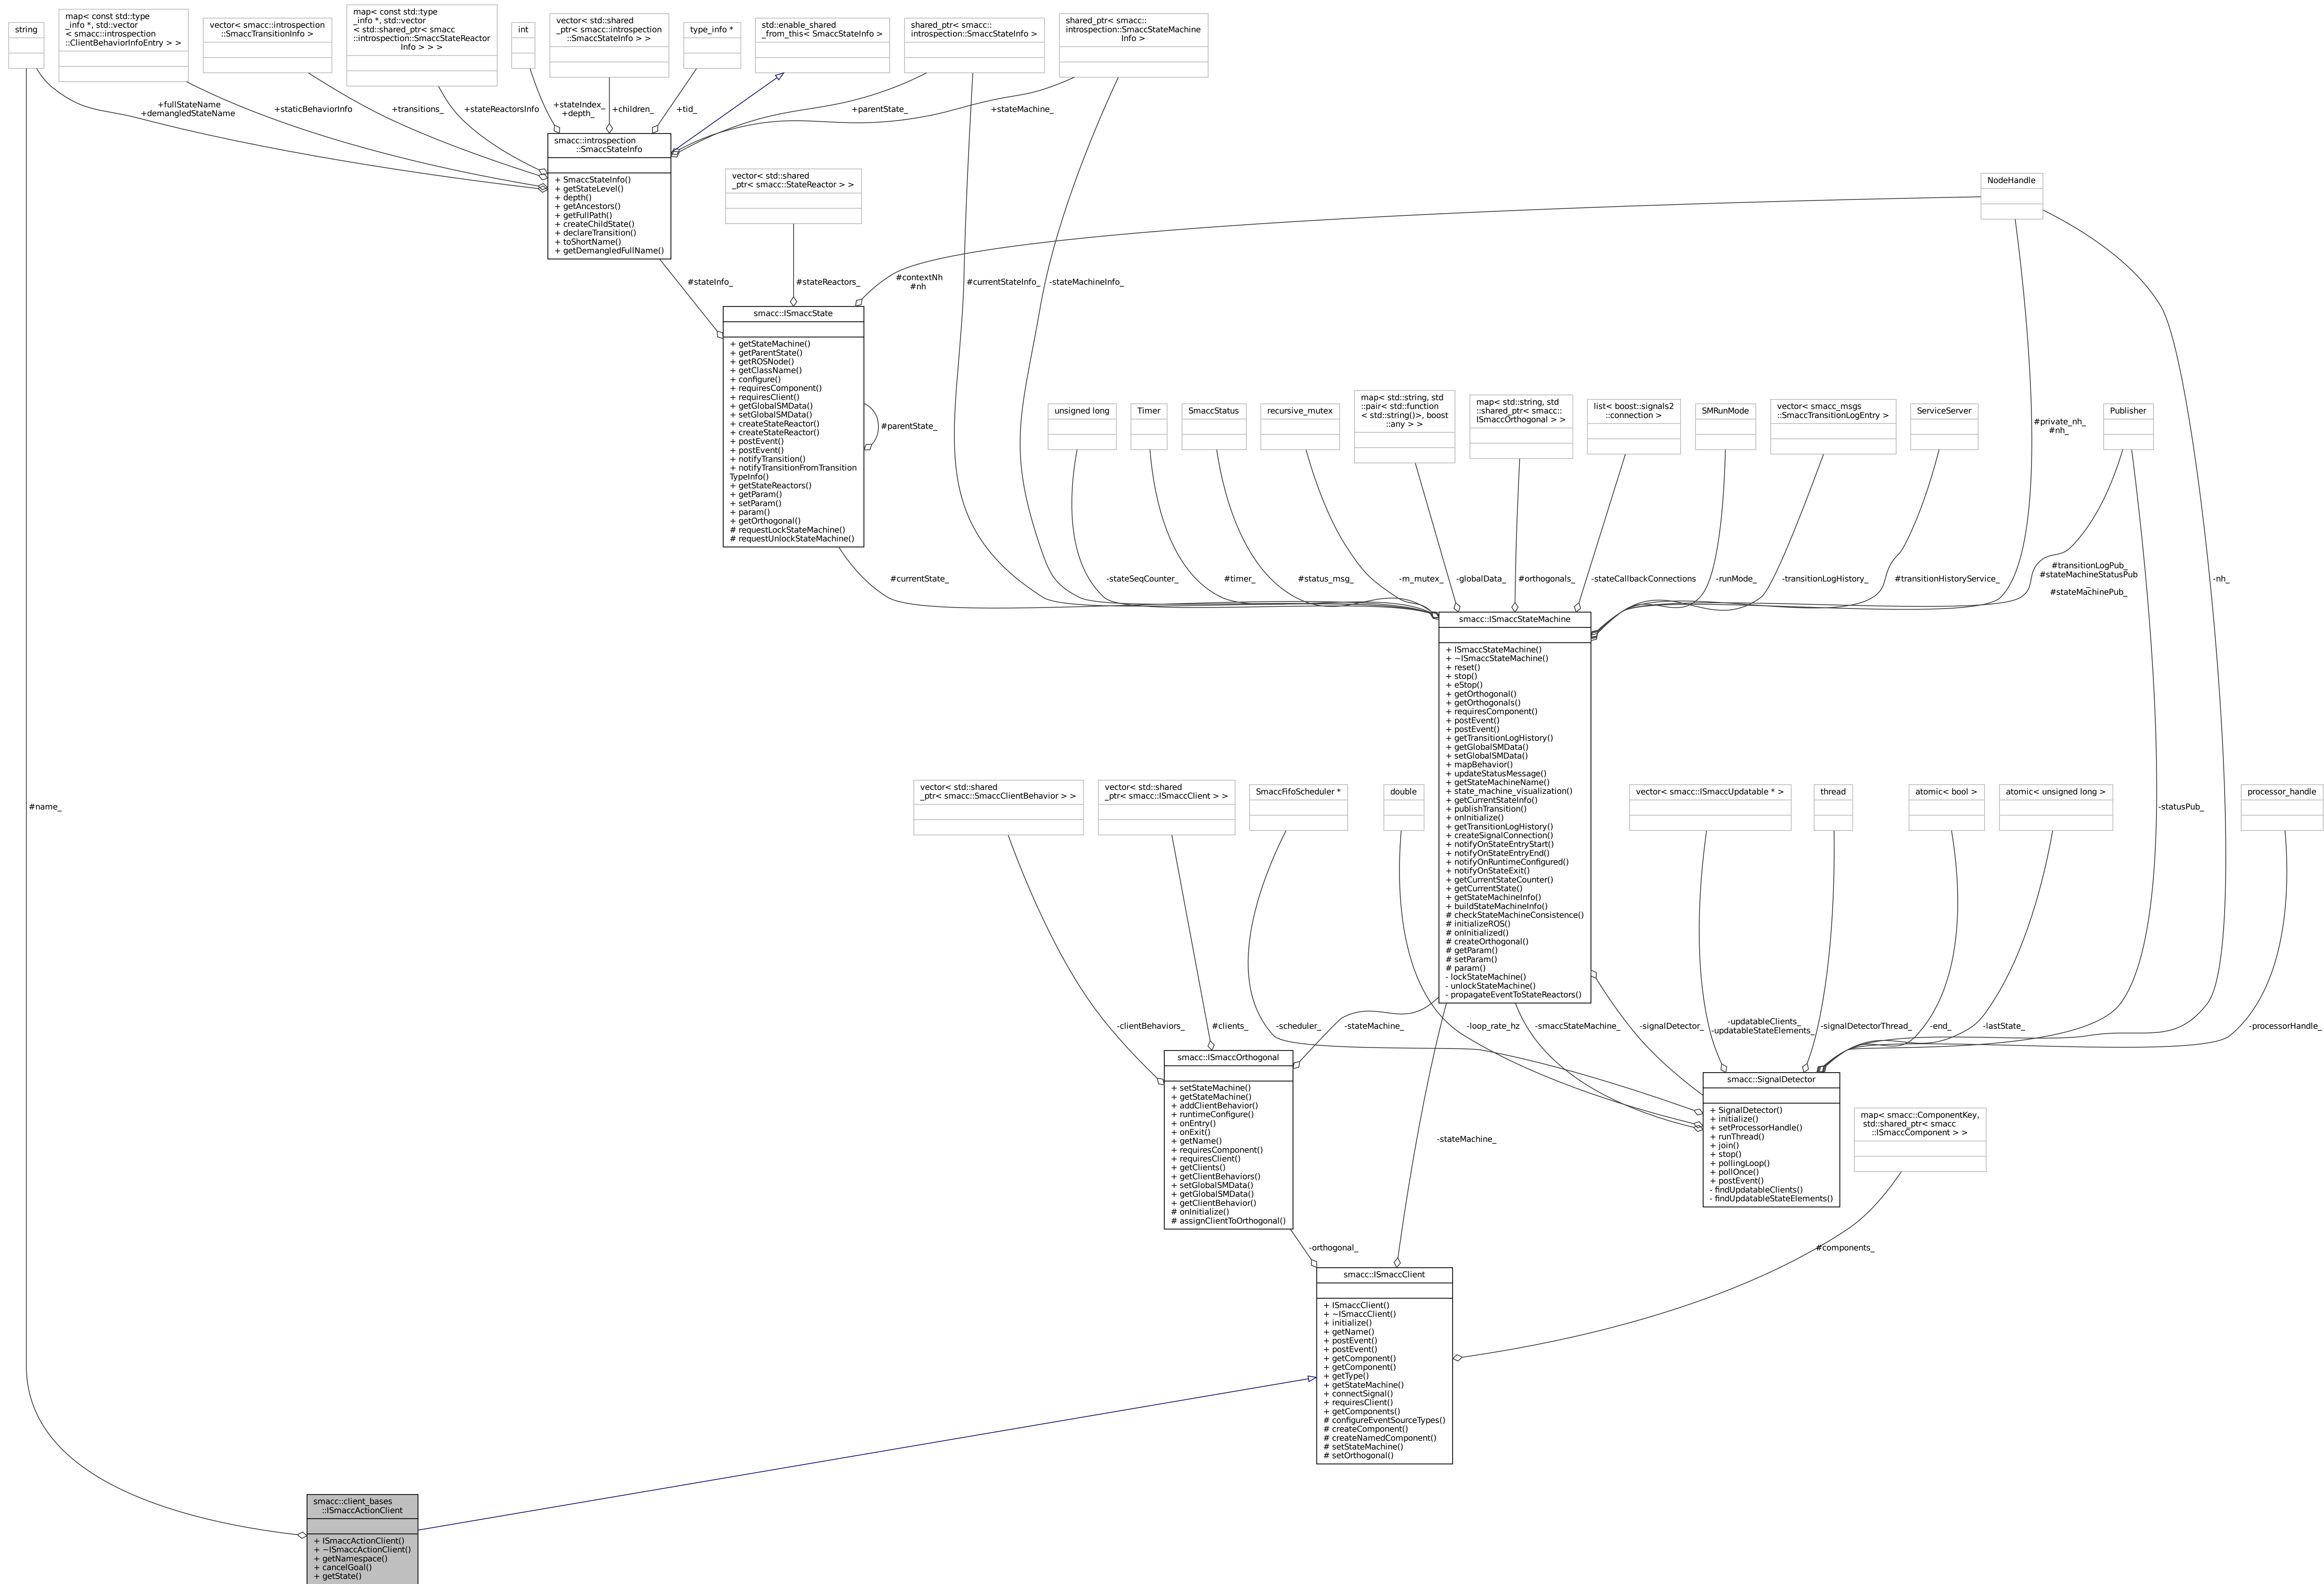 string
map< const std::type
_info *, std::vector
< smacc::introspection
::ClientBehaviorInfoEntry > >
vector< smacc::introspection
::SmaccTransitionInfo >
map< const std::type
_info *, std::vector
< std::shared_ptr< smacc
::introspection::SmaccStateReactor
Info > > >
int
vector< std::shared
_ptr< smacc::introspection
::SmaccStateInfo > >
type_info *
std::enable_shared
_from_this< SmaccStateInfo >
shared_ptr< smacc::
introspection::SmaccStateInfo >
shared_ptr< smacc::
introspection::SmaccStateMachine
Info >
+fullStateName
+demangledStateName
+staticBehaviorInfo
+transitions_
+stateReactorsInfo
+stateIndex_
+depth_
+children_
+tid_
+parentState_
+stateMachine_
smacc::introspection
::SmaccStateInfo
+ SmaccStateInfo()
+ getStateLevel()
+ depth()
+ getAncestors()
+ getFullPath()
+ createChildState()
+ declareTransition()
+ toShortName()
+ getDemangledFullName()
vector< std::shared
_ptr< smacc::StateReactor > >
NodeHandle
#stateInfo_
#stateReactors_
#contextNh
#nh
#currentStateInfo_
-stateMachineInfo_
smacc::ISmaccState
+ getStateMachine()
+ getParentState()
+ getROSNode()
+ getClassName()
+ configure()
+ requiresComponent()
+ requiresClient()
+ getGlobalSMData()
+ setGlobalSMData()
+ createStateReactor()
+ createStateReactor()
+ postEvent()
+ postEvent()
+ notifyTransition()
+ notifyTransitionFromTransition
TypeInfo()
+ getStateReactors()
+ getParam()
+ setParam()
+ param()
+ getOrthogonal()
# requestLockStateMachine()
# requestUnlockStateMachine()
#parentState_
unsigned long
Timer
SmaccStatus
recursive_mutex
map< std::string, std
::pair< std::function
< std::string()>, boost
::any > >
map< std::string, std
::shared_ptr< smacc::
ISmaccOrthogonal > >
list< boost::signals2
::connection >
SMRunMode
vector< smacc_msgs
::SmaccTransitionLogEntry >
ServiceServer
#private_nh_
#nh_
Publisher
#currentState_
-stateSeqCounter_
#timer_
#status_msg_
-m_mutex_
-globalData_
#orthogonals_
-stateCallbackConnections
-runMode_
-transitionLogHistory_
#transitionHistoryService_
#transitionLogPub_
#stateMachineStatusPub
_
#stateMachinePub_
-nh_
smacc::ISmaccStateMachine
+ ISmaccStateMachine()
+ ~ISmaccStateMachine()
+ reset()
+ stop()
+ eStop()
+ getOrthogonal()
+ getOrthogonals()
+ requiresComponent()
+ postEvent()
+ postEvent()
+ getTransitionLogHistory()
+ getGlobalSMData()
+ setGlobalSMData()
+ mapBehavior()
+ updateStatusMessage()
+ getStateMachineName()
+ state_machine_visualization()
+ getCurrentStateInfo()
+ publishTransition()
+ onInitialize()
+ getTransitionLogHistory()
+ createSignalConnection()
+ notifyOnStateEntryStart()
+ notifyOnStateEntryEnd()
+ notifyOnRuntimeConfigured()
+ notifyOnStateExit()
+ getCurrentStateCounter()
+ getCurrentState()
+ getStateMachineInfo()
+ buildStateMachineInfo()
# checkStateMachineConsistence()
# initializeROS()
# onInitialized()
# createOrthogonal()
# getParam()
# setParam()
# param()
- lockStateMachine()
- unlockStateMachine()
- propagateEventToStateReactors()
#name_
vector< std::shared
_ptr< smacc::SmaccClientBehavior > >
vector< std::shared
_ptr< smacc::ISmaccClient > >
SmaccFifoScheduler *
double
vector< smacc::ISmaccUpdatable * >
thread
atomic< bool >
atomic< unsigned long >
-statusPub_
processor_handle
-clientBehaviors_
#clients_
-scheduler_
-stateMachine_
-loop_rate_hz
-smaccStateMachine_
-signalDetector_
-updatableClients_
-updatableStateElements_
-signalDetectorThread_
-end_
-lastState_
-processorHandle_
smacc::ISmaccOrthogonal
+ setStateMachine()
+ getStateMachine()
+ addClientBehavior()
+ runtimeConfigure()
+ onEntry()
+ onExit()
+ getName()
+ requiresComponent()
+ requiresClient()
+ getClients()
+ getClientBehaviors()
+ setGlobalSMData()
+ getGlobalSMData()
+ getClientBehavior()
# onInitialize()
# assignClientToOrthogonal()
smacc::SignalDetector
+ SignalDetector()
+ initialize()
+ setProcessorHandle()
+ runThread()
+ join()
+ stop()
+ pollingLoop()
+ pollOnce()
+ postEvent()
- findUpdatableClients()
- findUpdatableStateElements()
map< smacc::ComponentKey,
std::shared_ptr< smacc
::ISmaccComponent > >
-stateMachine_
-orthogonal_
#components_
smacc::ISmaccClient
+ ISmaccClient()
+ ~ISmaccClient()
+ initialize()
+ getName()
+ postEvent()
+ postEvent()
+ getComponent()
+ getComponent()
+ getType()
+ getStateMachine()
+ connectSignal()
+ requiresClient()
+ getComponents()
# configureEventSourceTypes()
# createComponent()
# createNamedComponent()
# setStateMachine()
# setOrthogonal()
smacc::client_bases
::ISmaccActionClient
+ ISmaccActionClient()
+ ~ISmaccActionClient()
+ getNamespace()
+ cancelGoal()
+ getState()